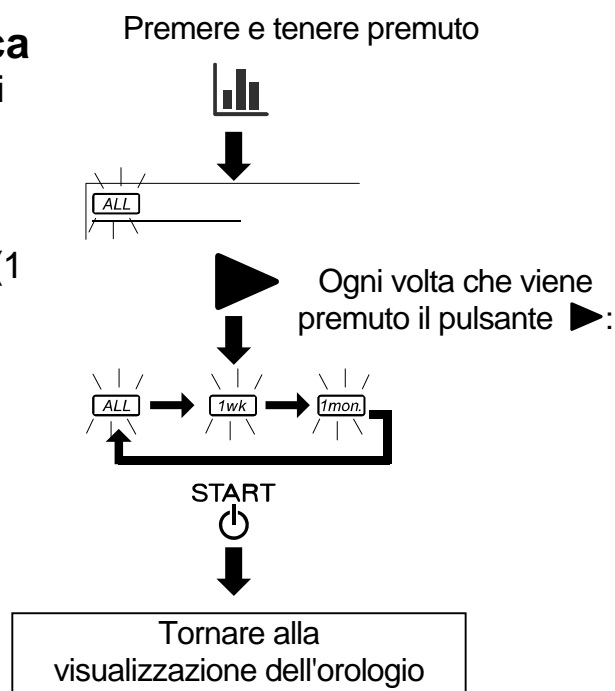 Premere e tenere premuto
ca
i
ALL
(1
Ogni volta che viene
premuto il pulsante ▶:
ALL 1wk 1mon.
START
Tornare alla
visualizzazione dell'orologio